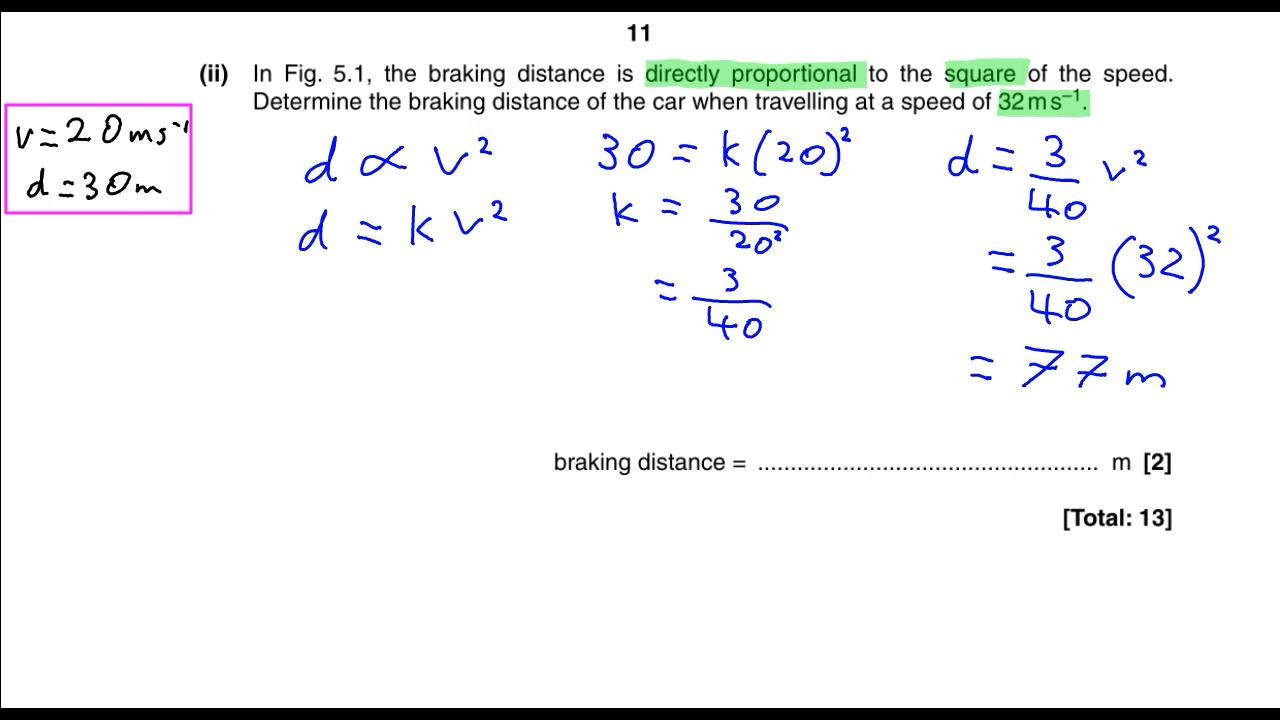 11
(ii) In Fig. 5.1, the braking distance is directly proportional to the square of the speed.
Determine the braking distance of the car when travelling at a speed of 32 m s⁻¹.
v = 20 ms⁻¹
d = 30 m
d ∝ v²
d = k v²
30 = k(20)²
k = 30/20²
= 3/40
d = 3/40 v²
= 3/40 (32)²
= 77 m
braking distance = .................................................... m [2]
[Total: 13]